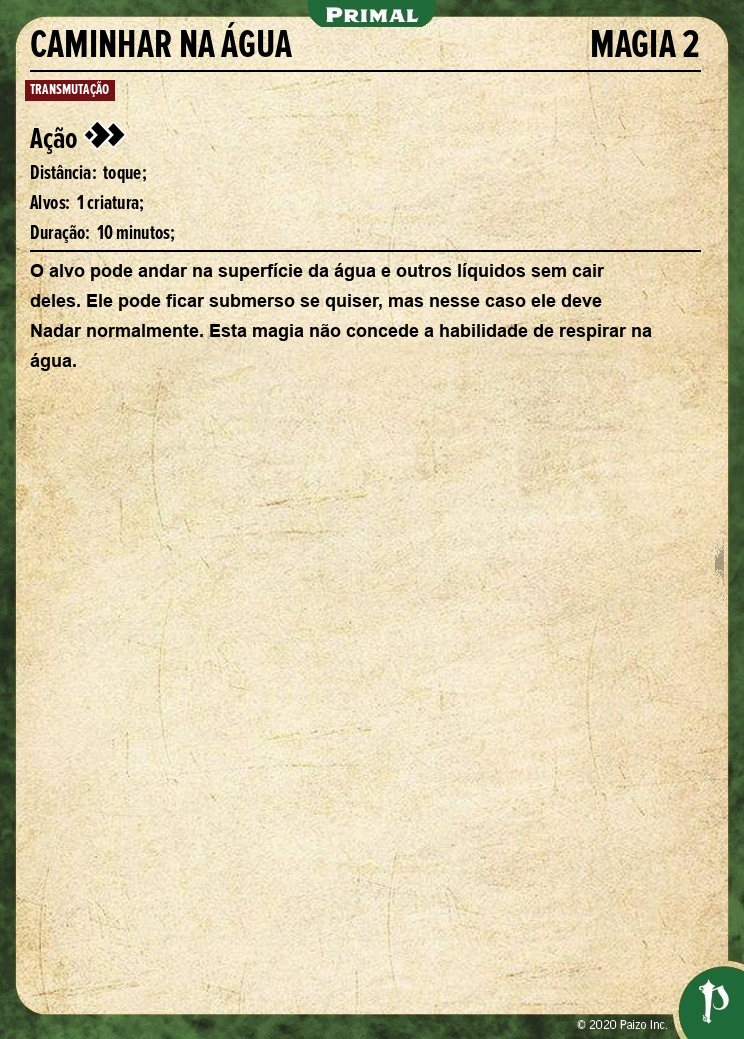 PRIMAL
CAMINHAR NA ÁGUA MAGIA 2
TRANSMUTAÇÃO
Ação
Distância: toque;
Alvos: 1 criatura;
Duração: 10 minutos;
O alvo pode andar na superfície da água e outros líquidos sem cair
deles. Ele pode ficar submerso se quiser, mas nesse caso ele deve
Nadar normalmente. Esta magia não concede a habilidade de respirar na
água.
© 2020 Paizo Inc.